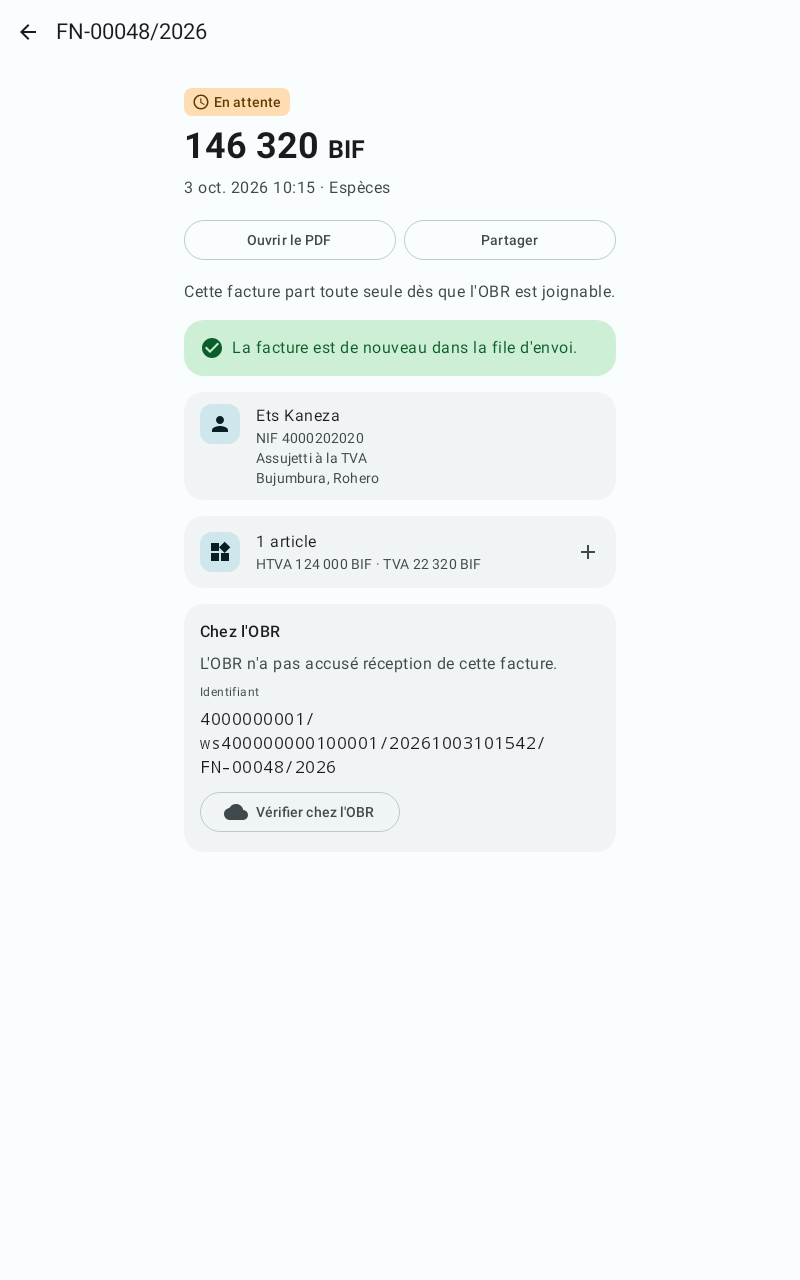 FN-00048/2026
En attente
146 320 BIF
3 oct. 2026 10:15 · Espèces
Ouvrir le PDF
Partager
Cette facture part toute seule dès que l'OBR est joignable.
La facture est de nouveau dans la file d'envoi.
Ets Kaneza
NIF 4000202020
Assujetti à la TVA
Bujumbura, Rohero
1 article
HTVA 124 000 BIF · TVA 22 320 BIF
Chez l'OBR
L'OBR n'a pas accusé réception de cette facture.
Identifiant
4000000001/
ws400000000100001/20261003101542/
FN-00048/2026
Vérifier chez l'OBR